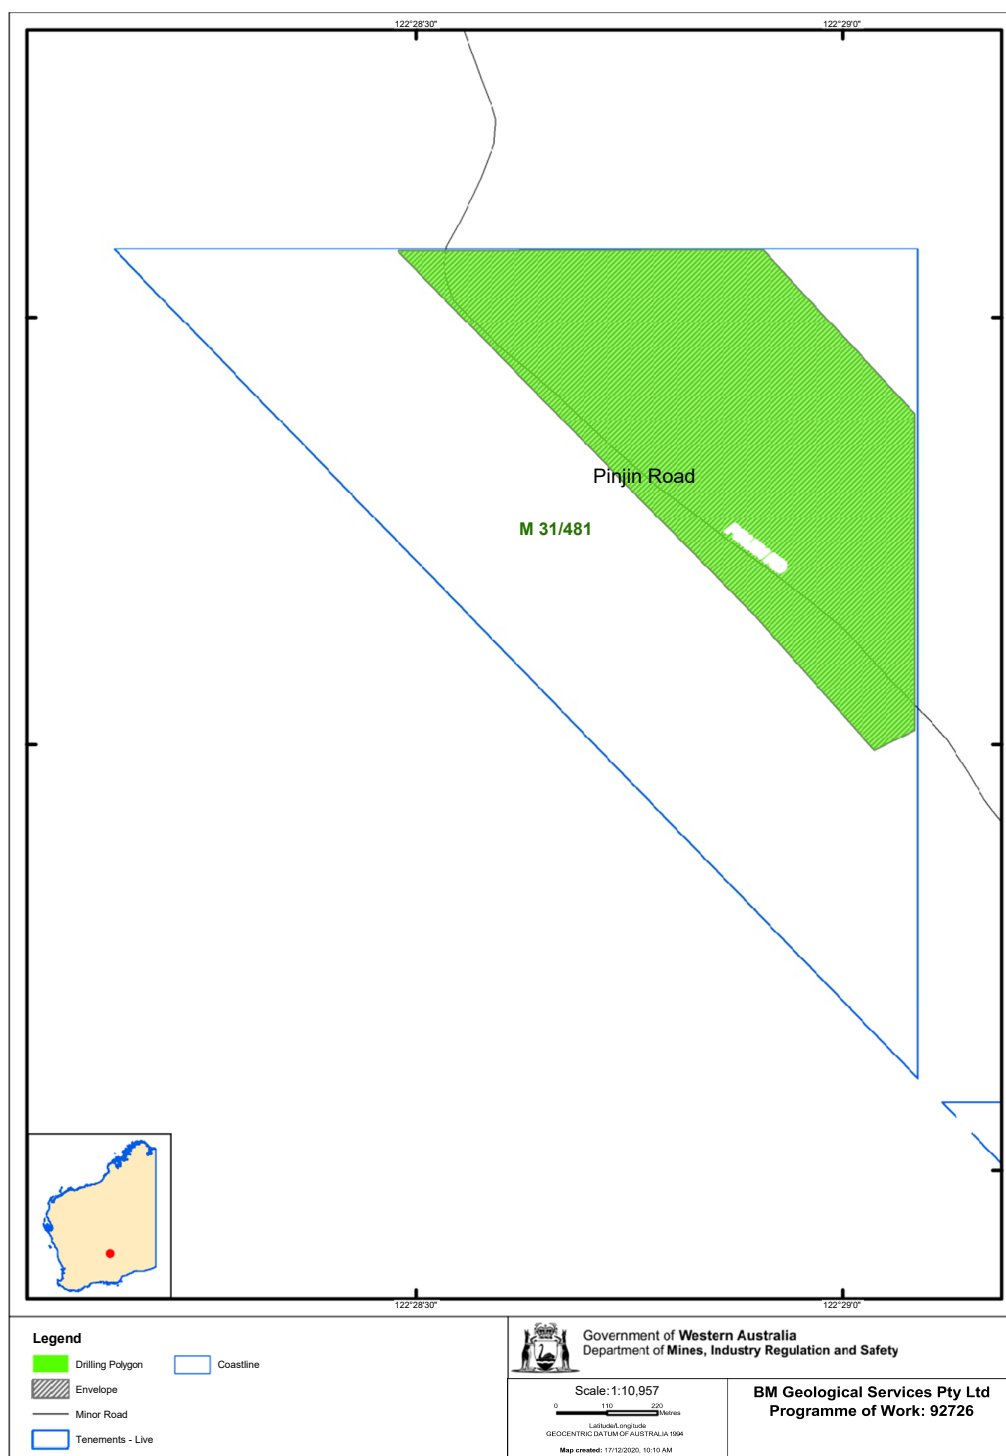 122°28'30"
122°29'0"
Pinjin Road
M 31/481
122°28'30"
122°29'0"
Legend
Drilling Polygon
Coastline
Envelope
Minor Road
Tenements - Live
Government of Western Australia
Department of Mines, Industry Regulation and Safety
Scale: 1:10,957
0 110 220
Metres
Latitude/Longitude
GEOCENTRIC DATUM OF AUSTRALIA 1994
Map created: 17/12/2020, 10:10 AM
BM Geological Services Pty Ltd
Programme of Work: 92726